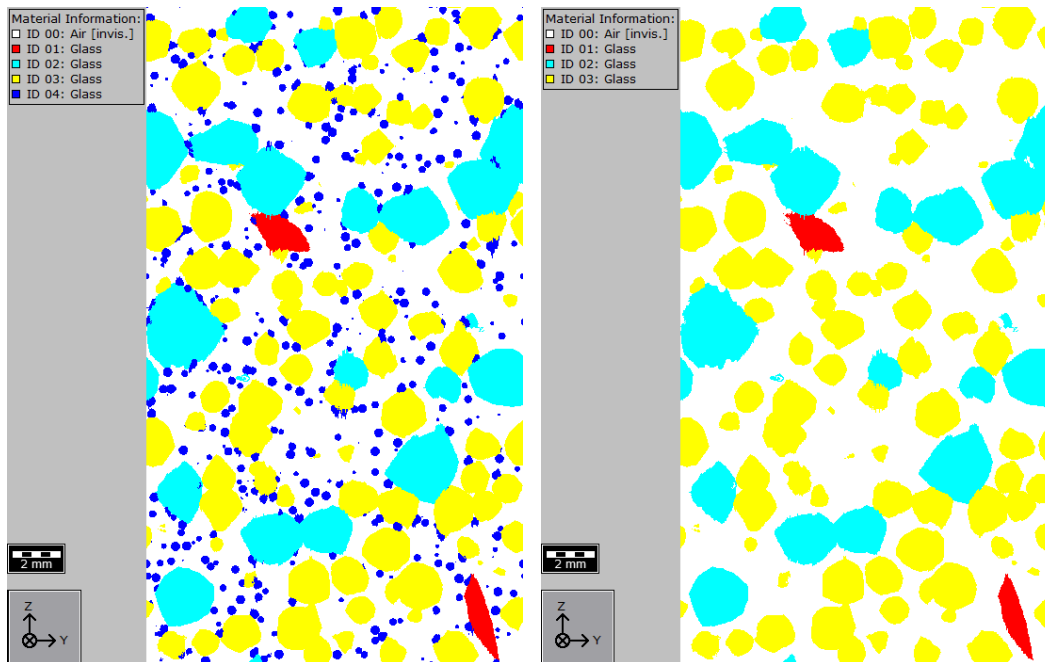 Material Information:
ID 00: Air [invis.]
ID 01: Glass
ID 02: Glass
ID 03: Glass
ID 04: Glass
2 mm
Z
Y
Material Information:
ID 00: Air [invis.]
ID 01: Glass
ID 02: Glass
ID 03: Glass
2 mm
Z
Y